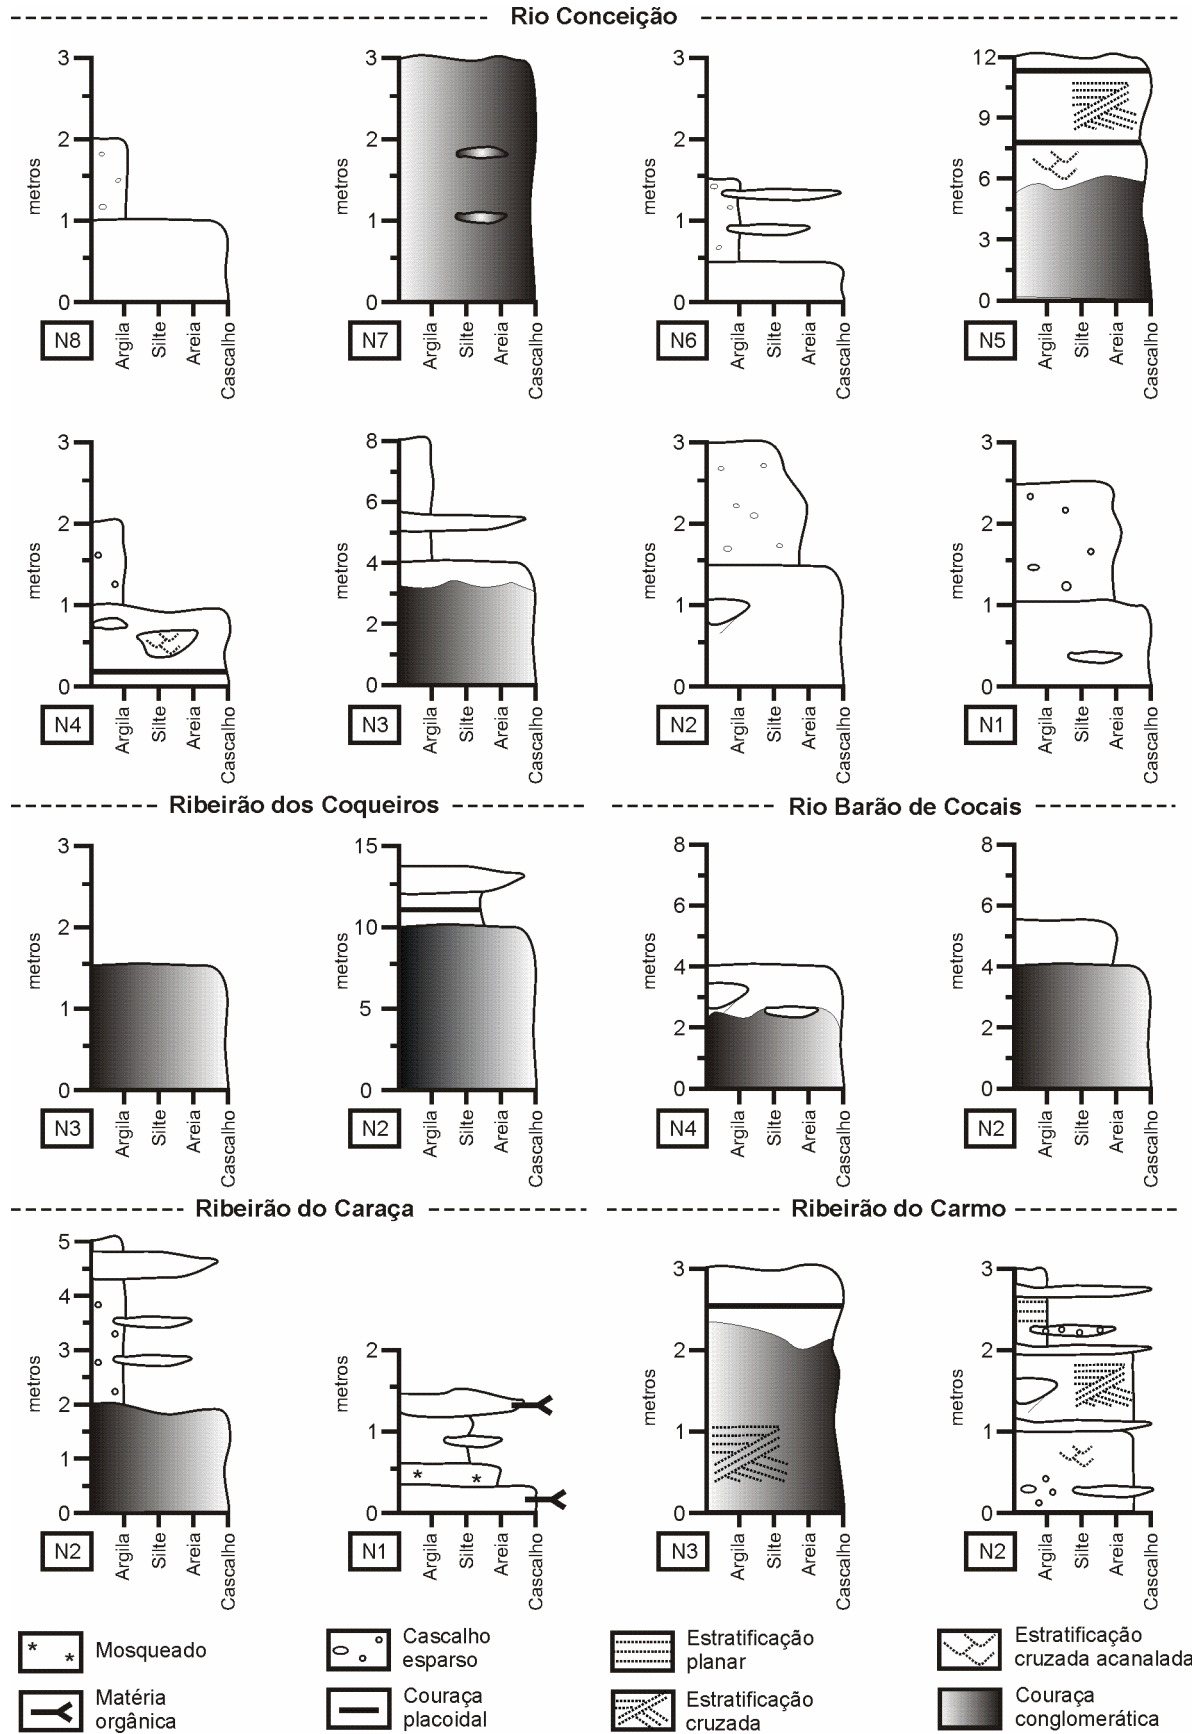 Rio Conceição
3
2
1
0
metros
Argila
Silte
Areia
Cascalho
N8
3
2
1
0
metros
Argila
Silte
Areia
Cascalho
N7
3
2
1
0
metros
Argila
Silte
Areia
Cascalho
N6
12
9
6
3
0
metros
Argila
Silte
Areia
Cascalho
N5
3
2
1
0
metros
Argila
Silte
Areia
Cascalho
N4
8
6
4
2
0
metros
Argila
Silte
Areia
Cascalho
N3
3
2
1
0
metros
Argila
Silte
Areia
Cascalho
N2
3
2
1
0
metros
Argila
Silte
Areia
Cascalho
N1
Ribeirão dos Coqueiros
Rio Barão de Cocais
3
2
1
0
metros
Argila
Silte
Areia
Cascalho
N3
15
10
5
0
metros
Argila
Silte
Areia
Cascalho
N2
8
6
4
2
0
metros
Argila
Silte
Areia
Cascalho
N4
8
6
4
2
0
metros
Argila
Silte
Areia
Cascalho
N2
Ribeirão do Caraça
Ribeirão do Carmo
5
4
3
2
1
0
metros
Argila
Silte
Areia
Cascalho
N2
2
1
0
metros
* *
Argila
Silte
Areia
Cascalho
N1
3
2
1
0
metros
Argila
Silte
Areia
Cascalho
N3
3
2
1
0
metros
Argila
Silte
Areia
Cascalho
N2
* * Mosqueado
Cascalho
esparso
Estratificação
planar
Estratificação
cruzada acanalada
Matéria
orgânica
Couraça
placoidal
Estratificação
cruzada
Couraça
conglomerática